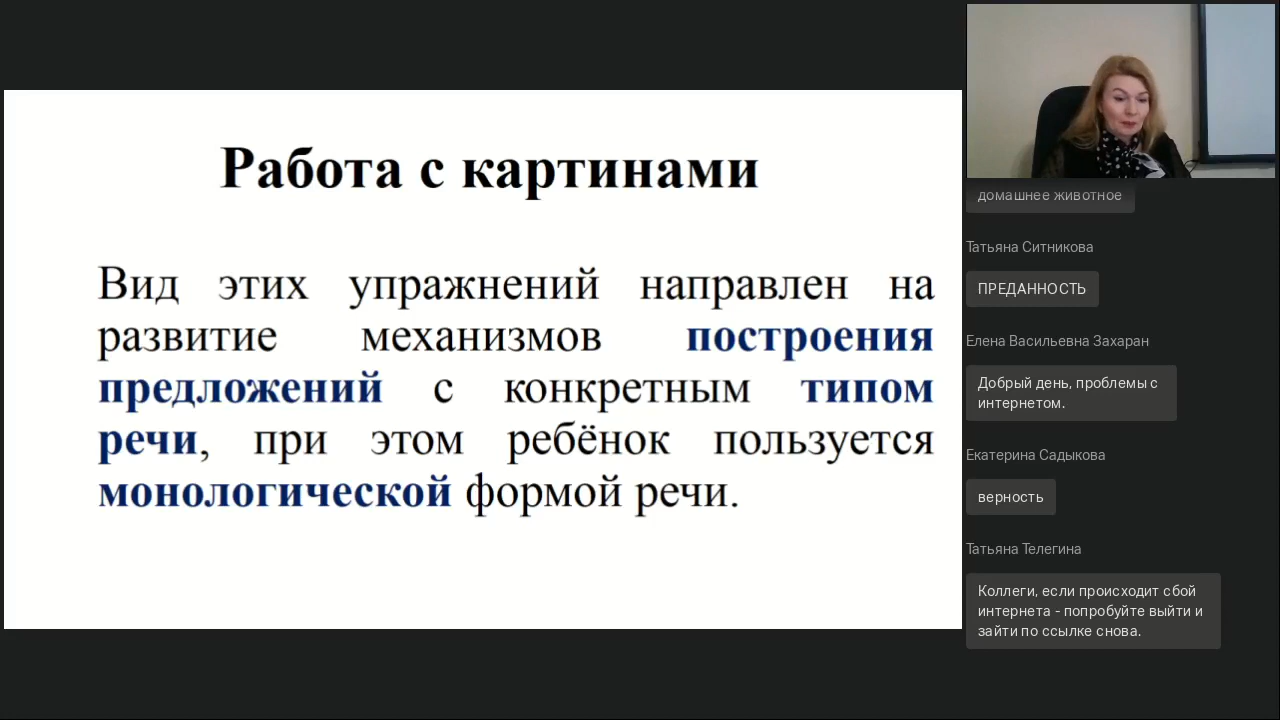 Работа с картинами
Вид этих упражнений направлен на
развитие механизмов построения
предложений с конкретным типом
речи, при этом ребёнок пользуется
монологической формой речи.
домашнее животное
Татьяна Ситникова
ПРЕДАННОСТЬ
Елена Васильевна Захаран
Добрый день, проблемы с
интернетом.
Екатерина Садыкова
верность
Татьяна Телегина
Коллеги, если происходит сбой
интернета - попробуйте выйти и
зайти по ссылке снова.